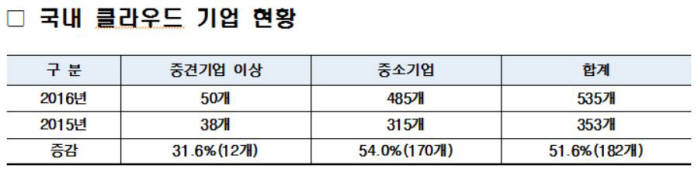 □ 국내 클라우드 기업 현황
구 분 중견기업 이상 중소기업 합계
2016년 50개 485개 535개
2015년 38개 315개 353개
증감 31.6%(12개) 54.0%(170개) 51.6%(182개)